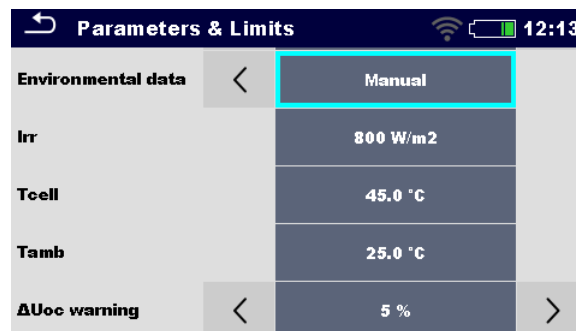 Parameters & Limits 12:13
Environmental data Manual
Irr 800 W/m2
Tcell 45.0 °C
Tamb 25.0 °C
ΔUoc warning 5 %